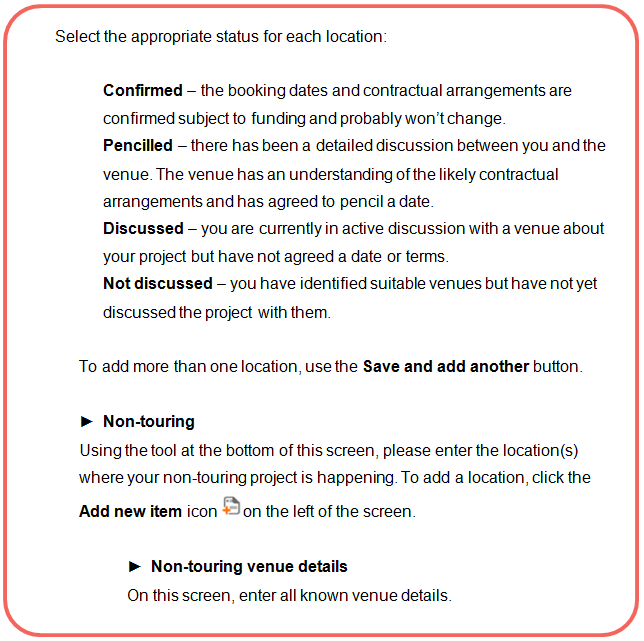 Select the appropriate status for each location:
Confirmed – the booking dates and contractual arrangements are
confirmed subject to funding and probably won’t change.
Pencilled – there has been a detailed discussion between you and the
venue. The venue has an understanding of the likely contractual
arrangements and has agreed to pencil a date.
Discussed – you are currently in active discussion with a venue about
your project but have not agreed a date or terms.
Not discussed – you have identified suitable venues but have not yet
discussed the project with them.
To add more than one location, use the Save and add another button.
► Non-touring
Using the tool at the bottom of this screen, please enter the location(s)
where your non-touring project is happening. To add a location, click the
Add new item icon on the left of the screen.
► Non-touring venue details
On this screen, enter all known venue details.